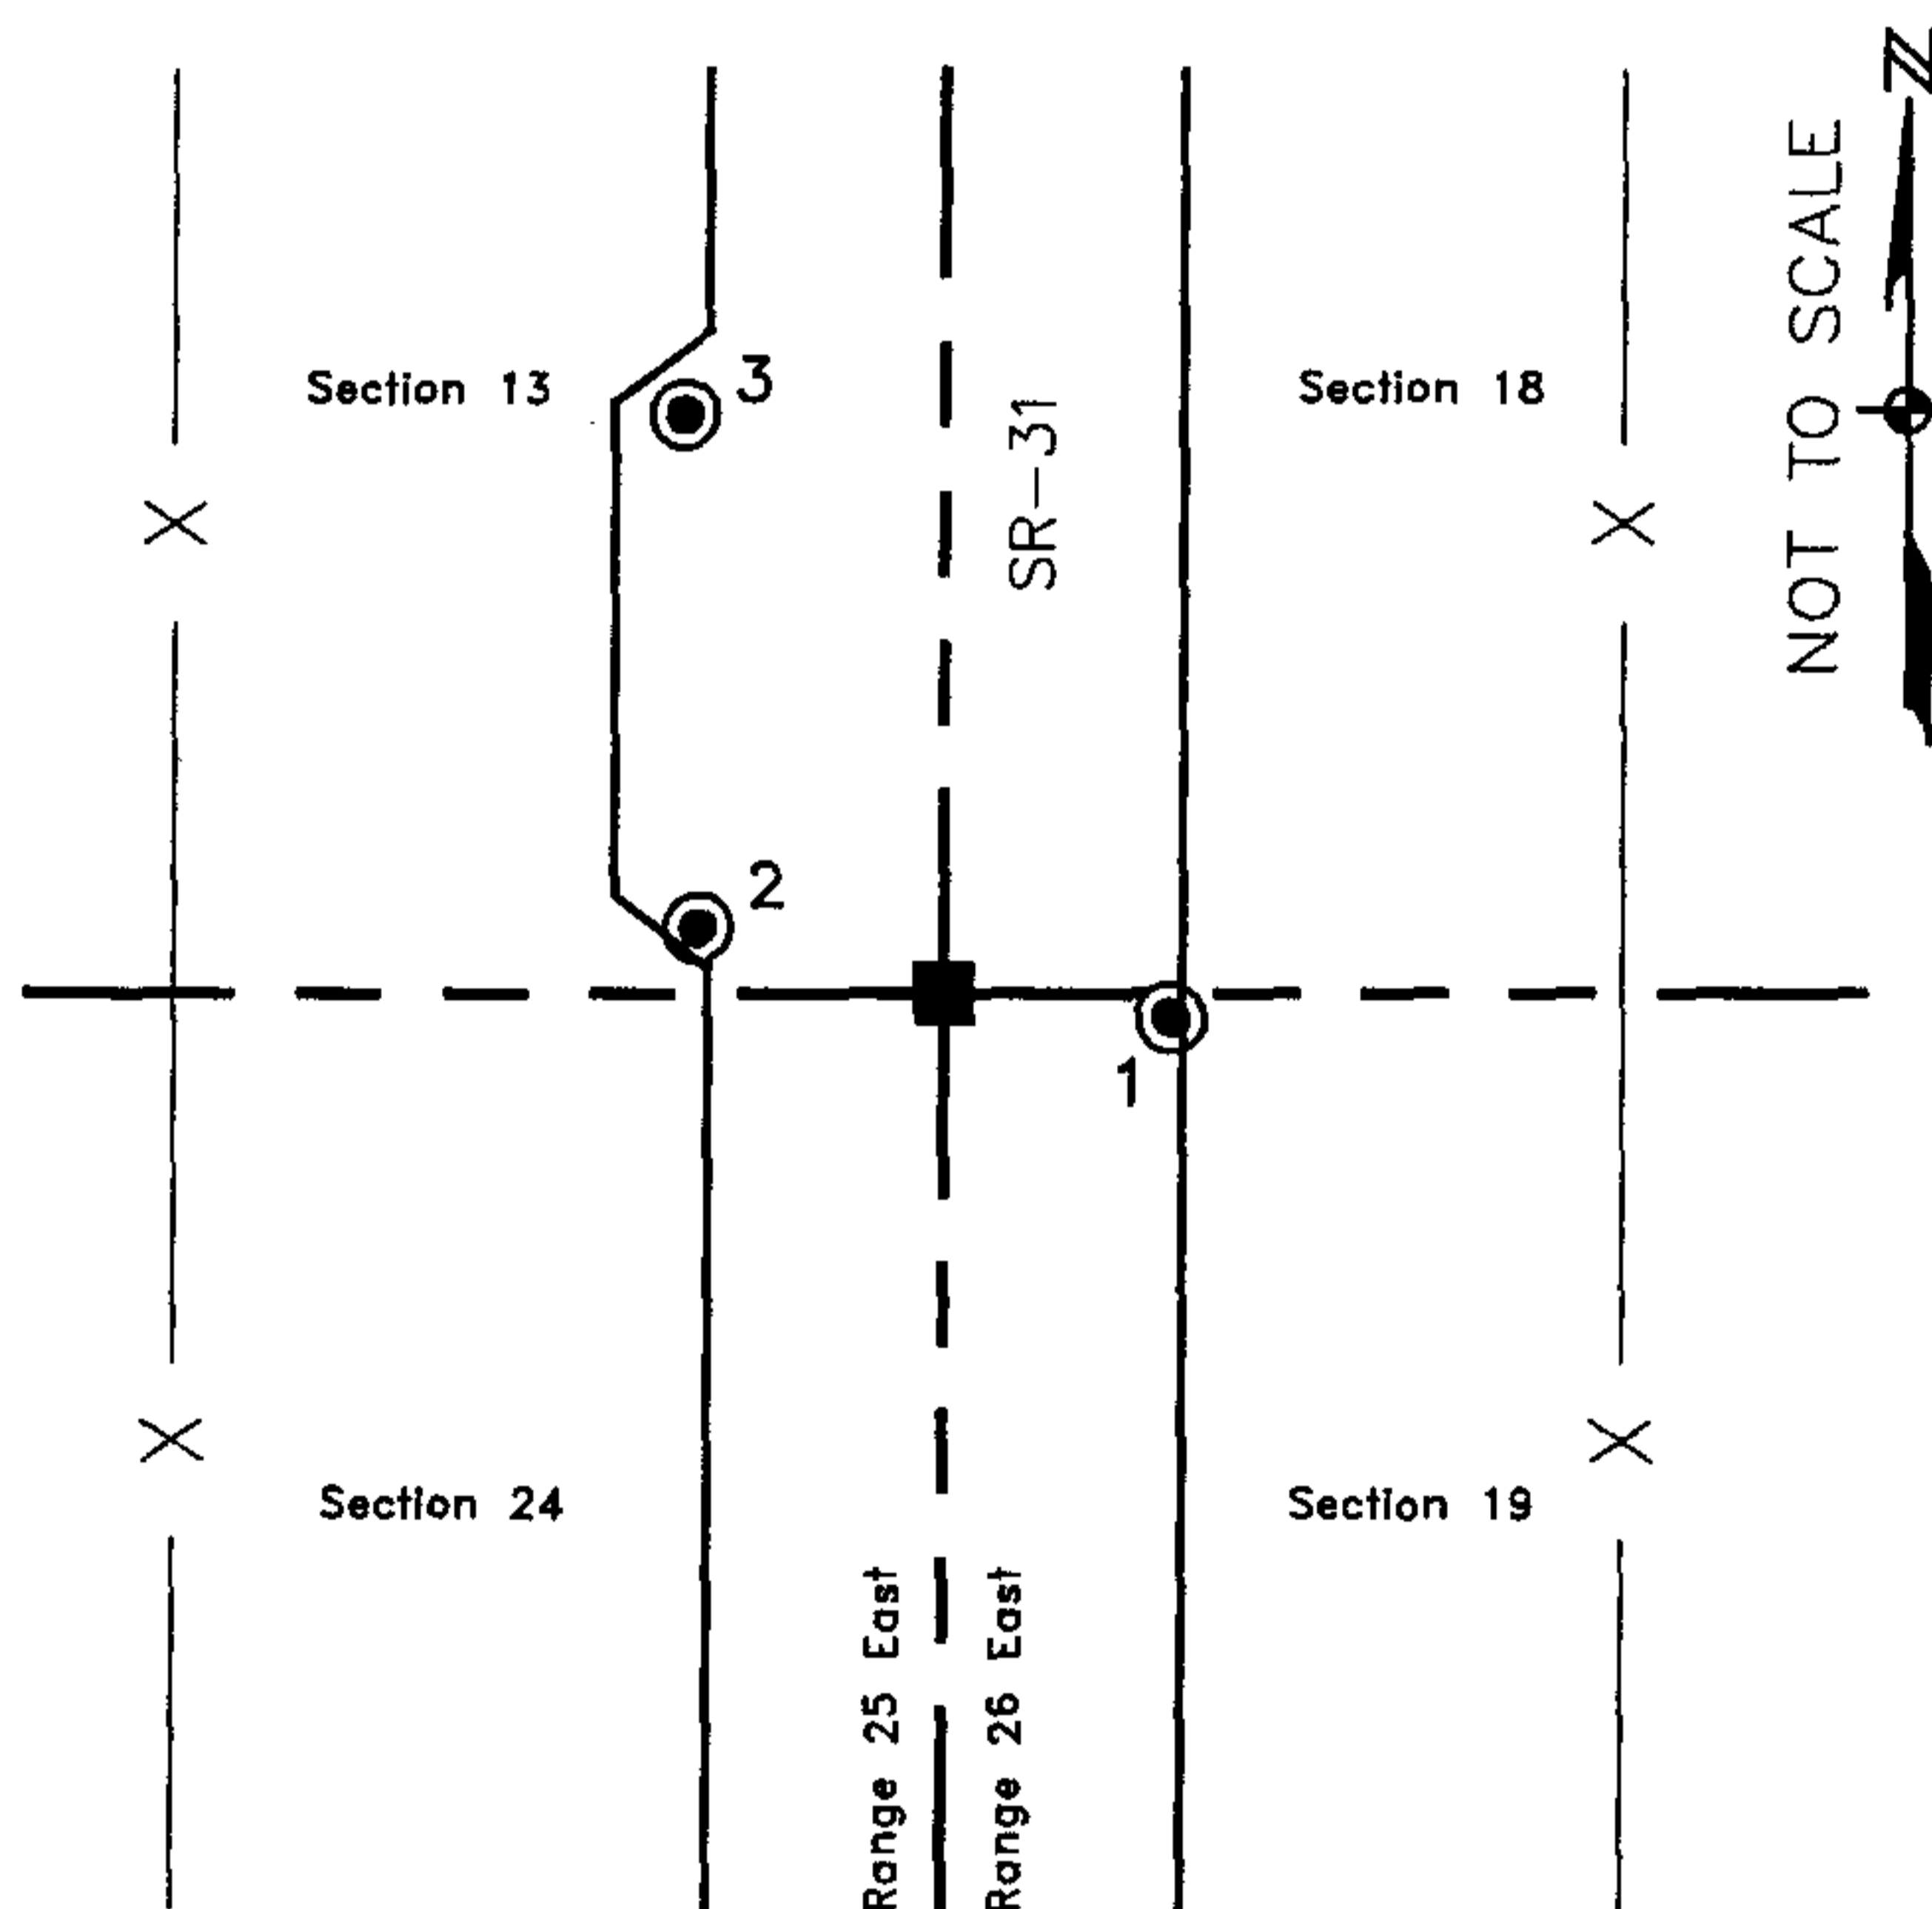 N
NOT TO SCALE
Section 13
3
SR-31
Section 18
2
1
Section 24
Section 19
Range 25 East
Range 26 East